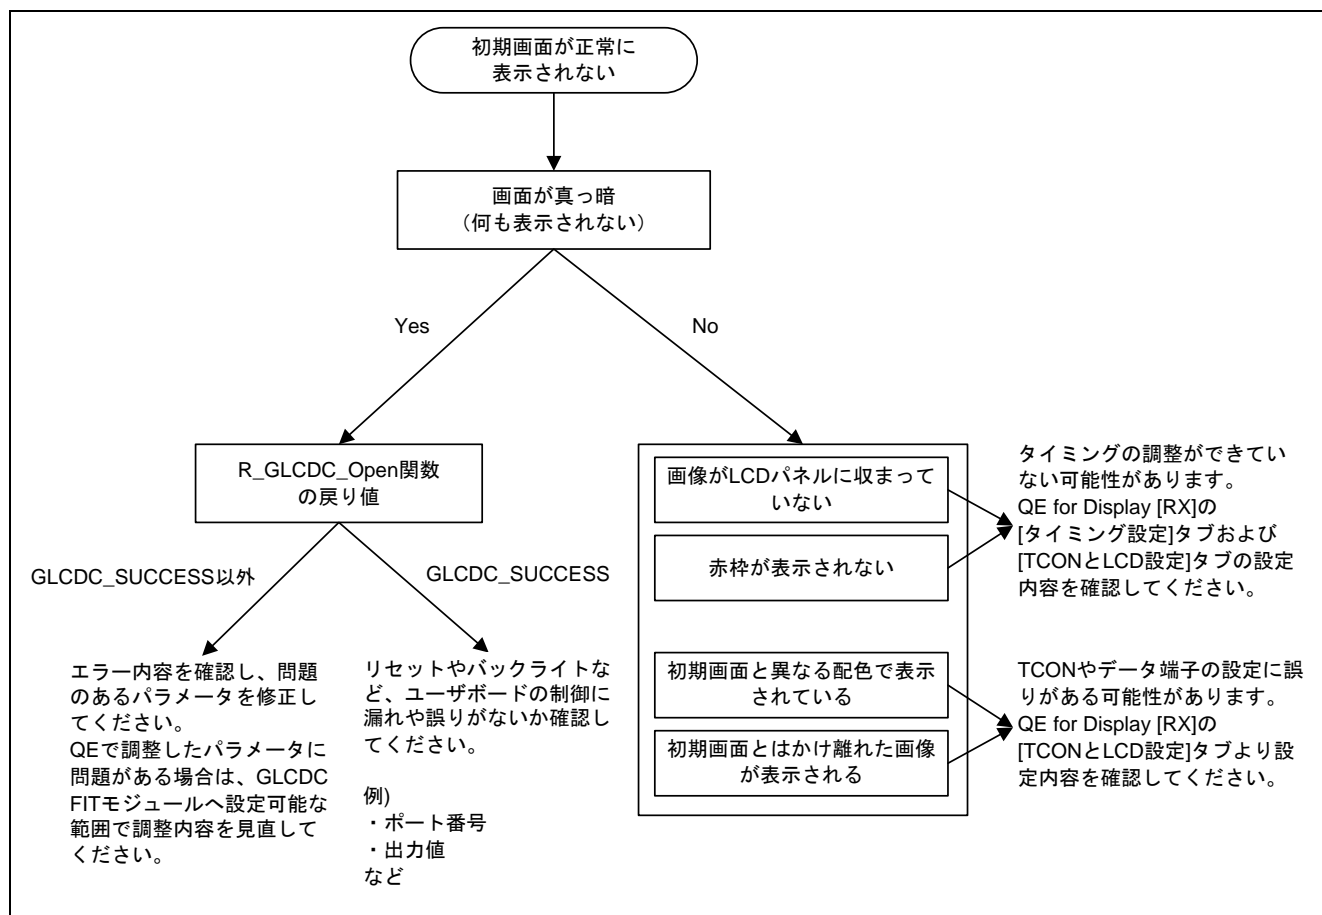 初期画面が正常に
表示されない
画面が真っ暗
（何も表示されない）
Yes
No
R_GLCDC_Open関数
の戻り値
GLCDC_SUCCESS以外
GLCDC_SUCCESS
エラー内容を確認し、問題
のあるパラメータを修正し
てください。
QEで調整したパラメータに
問題がある場合は、GLCDC
FITモジュールへ設定可能な
範囲で調整内容を見直して
ください。
リセットやバックライトな
ど、ユーザボードの制御に
漏れや誤りがないか確認し
てください。
例)
・ポート番号
・出力値
など
画像がLCDパネルに収まって
いない
赤枠が表示されない
タイミングの調整ができてい
ない可能性があります。
QE for Display [RX]の
[タイミング設定]タブおよび
[TCONとLCD設定]タブの設定
内容を確認してください。
初期画面と異なる配色で表示
されている
初期画面とはかけ離れた画像
が表示される
TCONやデータ端子の設定に誤
りがある可能性があります。
QE for Display [RX]の
[TCONとLCD設定]タブより設
定内容を確認してください。